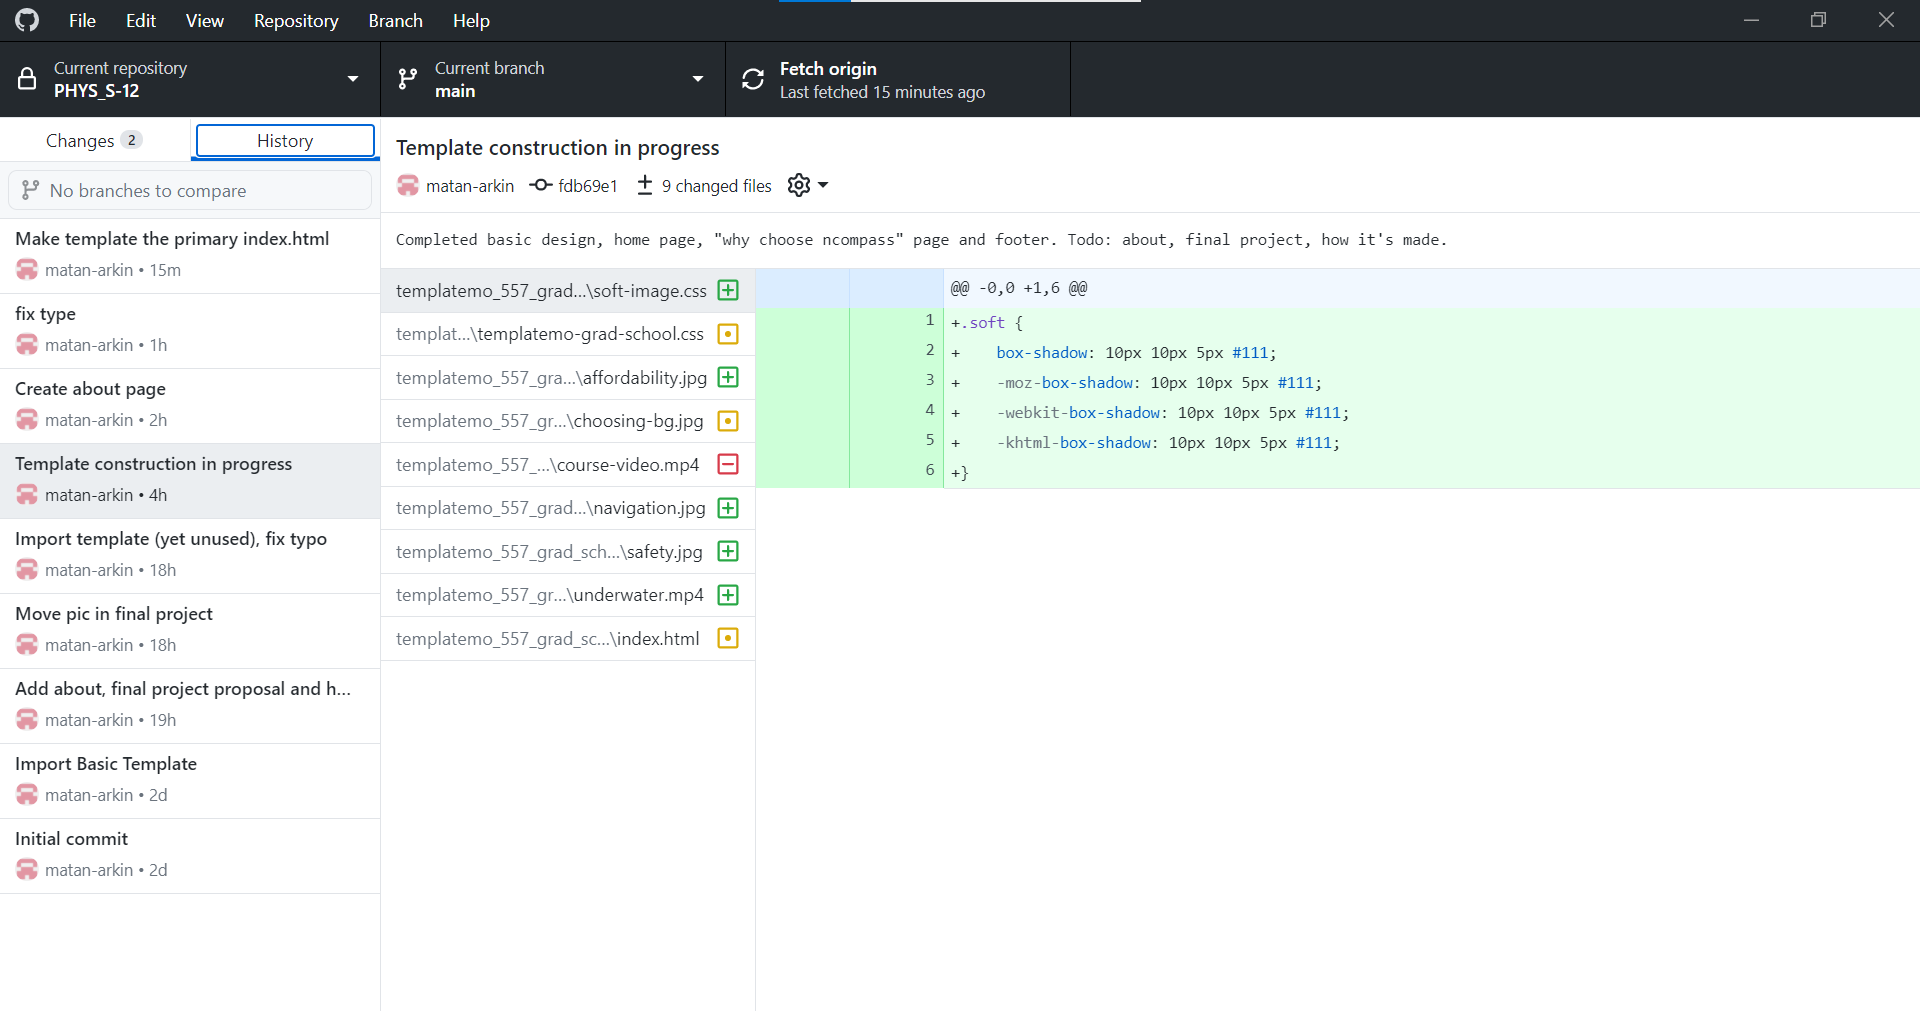 File Edit View Repository Branch Help
Current repository
PHYS_S-12
Current branch
main
Fetch origin
Last fetched 15 minutes ago
Changes 2
History
No branches to compare
Make template the primary index.html
matan-arkin • 15m
fix type
matan-arkin • 1h
Create about page
matan-arkin • 2h
Template construction in progress
matan-arkin • 4h
Import template (yet unused), fix typo
matan-arkin • 18h
Move pic in final project
matan-arkin • 18h
Add about, final project proposal and h...
matan-arkin • 19h
Import Basic Template
matan-arkin • 2d
Initial commit
matan-arkin • 2d
Template construction in progress
matan-arkin fdb69e1 9 changed files
Completed basic design, home page, "why choose ncompass" page and footer. Todo: about, final project, how it's made.
templatemo_557_grad...\soft-image.css
templat...\templatemo-grad-school.css
templatemo_557_gra...\affordability.jpg
templatemo_557_gr...\choosing-bg.jpg
templatemo_557_...\course-video.mp4
templatemo_557_grad...\navigation.jpg
templatemo_557_grad_sch...\safety.jpg
templatemo_557_gr...\underwater.mp4
templatemo_557_grad_sc...\index.html
@@ -0,0 +1,6 @@
1 +.soft {
2 +    box-shadow: 10px 10px 5px #111;
3 +    -moz-box-shadow: 10px 10px 5px #111;
4 +    -webkit-box-shadow: 10px 10px 5px #111;
5 +    -khtml-box-shadow: 10px 10px 5px #111;
6 +}